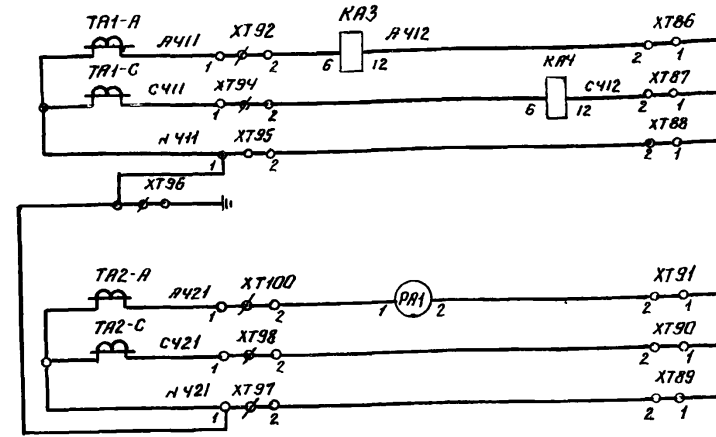 TA1-A A411 XT92 KA3 A412 XT86
1 2 6 12 2 1
TA1-C C411 XT94 KA4 C412 XT87
1 2 6 12 2 1
N411 XT95 XT88
1 2 2 1
XT96
TA2-A A421 XT100 PA1 XT91
1 2 1 2 2 1
TA2-C C421 XT98 XT90
1 2 2 1
N421 XT97 XT89
1 2 2 1